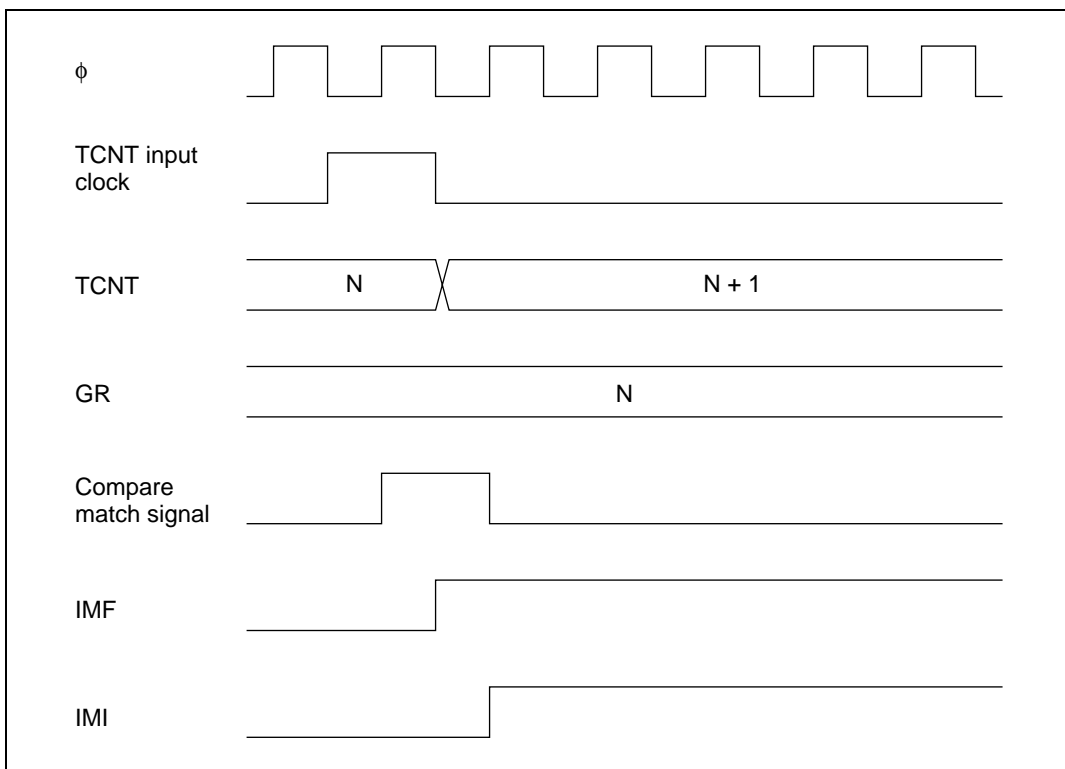 ϕ
TCNT input
clock
TCNT
N
N + 1
GR
N
Compare
match signal
IMF
IMI